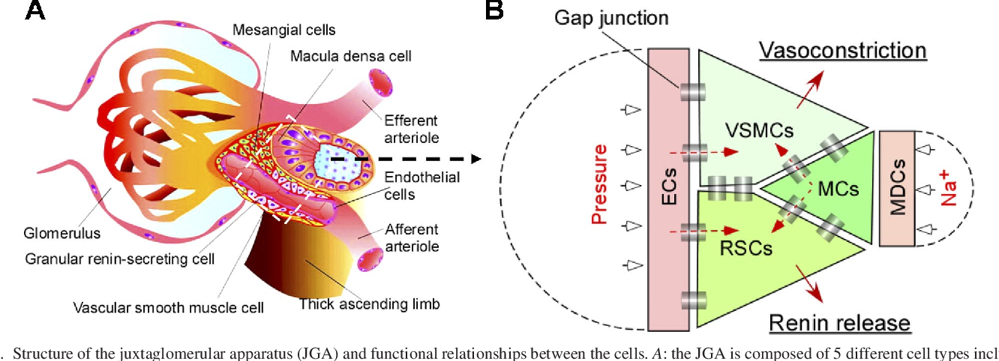 A
Mesangial cells
Macula densa cell
Efferent
arteriole
Endothelial
cells
Afferent
arteriole
Glomerulus
Granular renin-secreting cell
Vascular smooth muscle cell
Thick ascending limb
B
Gap junction
Vasoconstriction
VSMCs
Pressure
ECs
MCs
MDCs
Na+
RSCs
Renin release
. Structure of the juxtaglomerular apparatus (JGA) and functional relationships between the cells. A: the JGA is composed of 5 different cell types incl